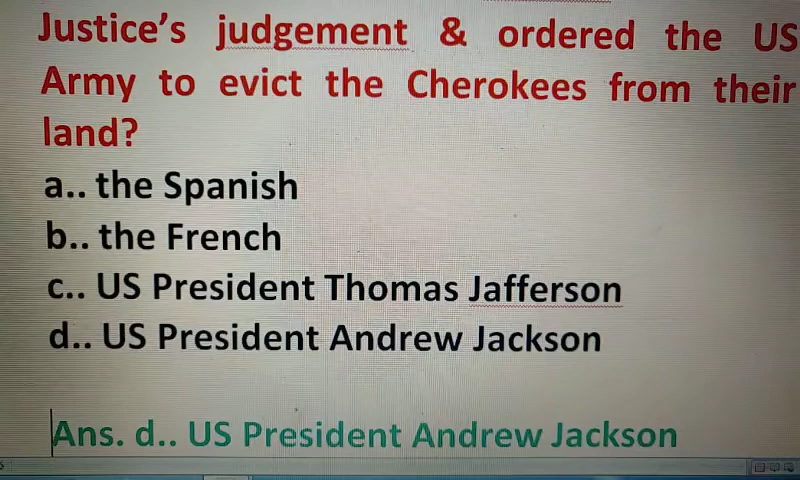 Justice's judgement & ordered the US
Army to evict the Cherokees from their
land?
a.. the Spanish
b.. the French
c.. US President Thomas Jafferson
d.. US President Andrew Jackson
Ans. d.. US President Andrew Jackson